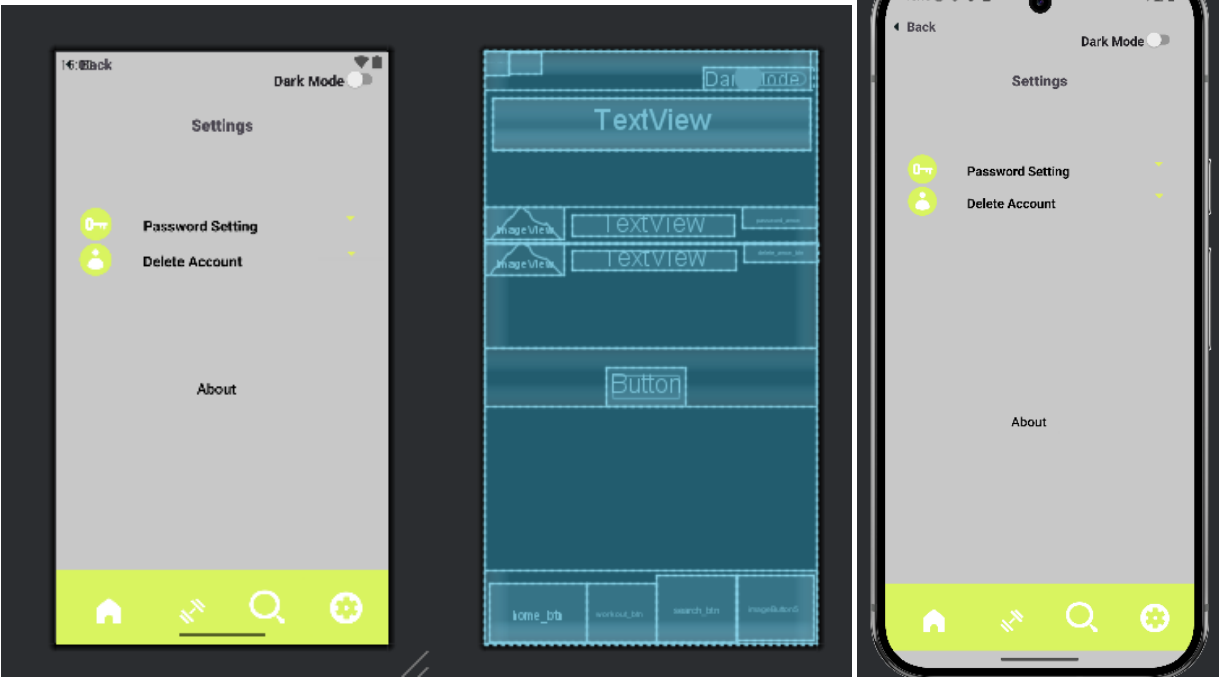 Back
Dark Mode
Settings
Password Setting
Delete Account
About
Dark Mode
TextView
ImageView
TextView
ImageView
TextView
Button
home_btn
workout_btn
search_btn
imageButton5
Back
Dark Mode
Settings
Password Setting
Delete Account
About